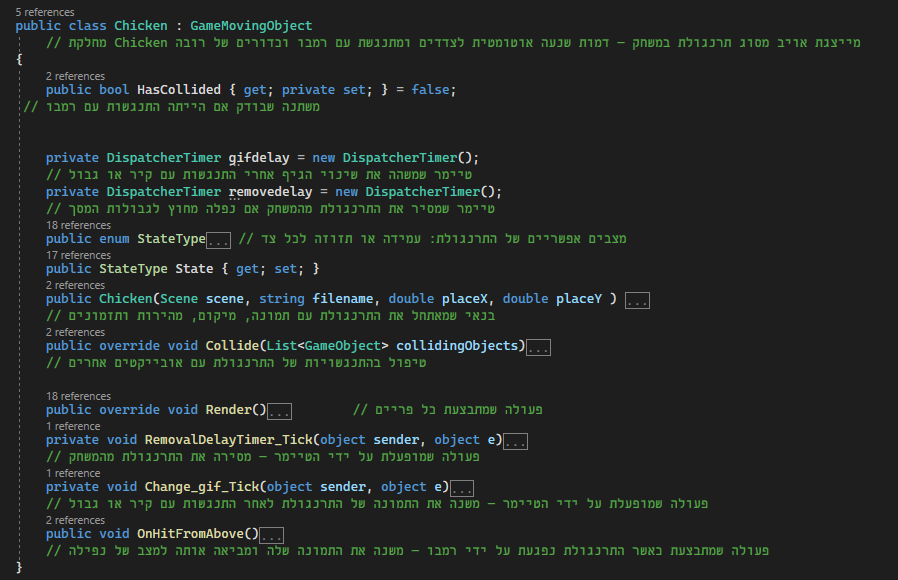 5 references
public class Chicken : GameMovingObject
// מחלקת Chicken מייצגת אויב מסוג תרנגולת במשחק – דמות שנעה אוטומטית לצדדים ומתנגשת עם רמבו וכדורים של רובה
{
2 references
public bool HasCollided { get; private set; } = false;
// משתנה שבודק אם הייתה התנגשות עם רמבו
private DispatcherTimer gifdelay = new DispatcherTimer();
// טיימר שמשהה את שינוי הגיף אחרי התנגשות עם קיר או גבול
private DispatcherTimer removedelay = new DispatcherTimer();
// טיימר שמסיר את התרנגולת מהמשחק אם נפלה מחוץ לגבולות המסך
18 references
public enum StateType... // מצבים אפשריים של התרנגולת: עמידה או תזוזה לכל צד
17 references
public StateType State { get; set; }
2 references
public Chicken(Scene scene, string filename, double placeX, double placeY ) ...
// בנאי שמאתחל את התרנגולת עם תמונה, מיקום, מהירות ותזמונים
2 references
public override void Collide(List<GameObject> collidingObjects)...
// טיפול בהתנגשויות של התרנגולת עם אובייקטים אחרים
18 references
public override void Render()... // פעולה שמתבצעת כל פריים
1 reference
private void RemovalDelayTimer_Tick(object sender, object e)...
// פעולה שמופעלת על ידי הטיימר – מסירה את התרנגולת מהמשחק
1 reference
private void Change_gif_Tick(object sender, object e)...
// פעולה שמופעלת על ידי הטיימר – משנה את התמונה של התרנגולת לאחר התנגשות עם קיר או גבול
2 references
public void OnHitFromAbove()...
// פעולה שמתבצעת כאשר התרנגולת נפגעת על ידי רמבו – משנה את התמונה שלה ומביאה אותה למצב של נפילה
}